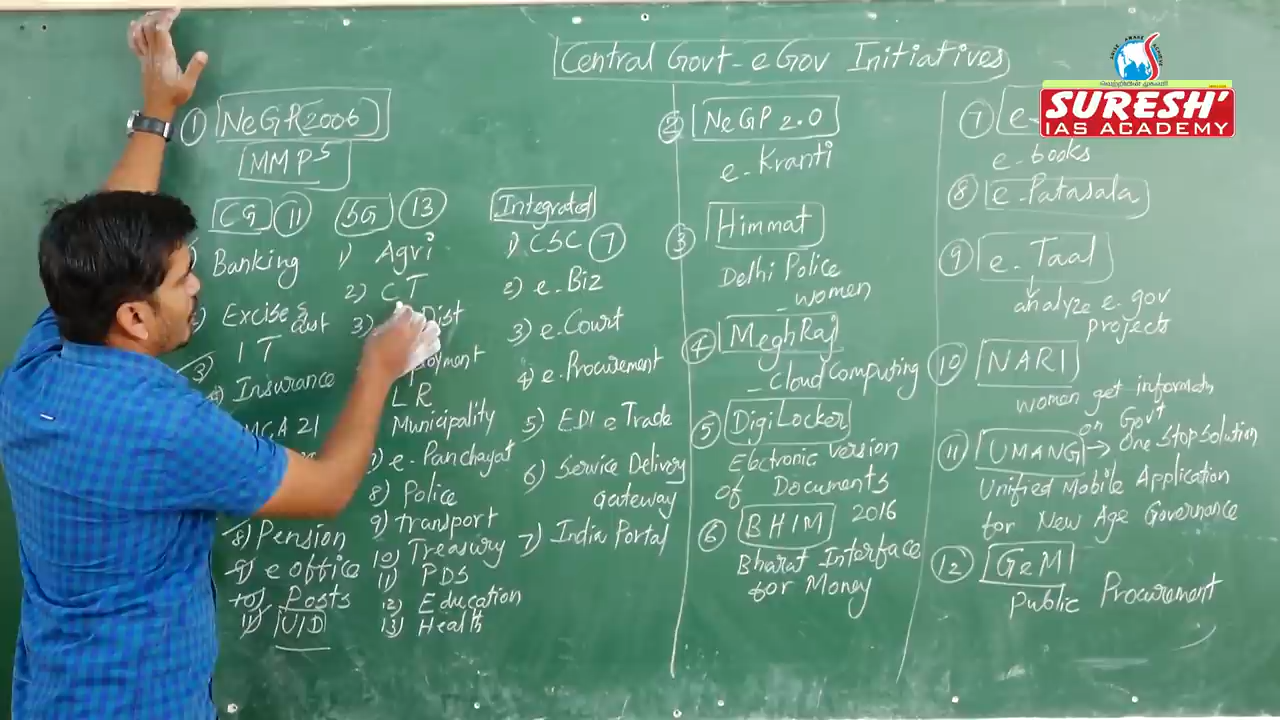 Central Govt - e Gov Initiatives
SURESH'
IAS ACADEMY
① NeGP(2006)
MMPs
CG ⑪
Banking
Excise & Cust
3) IT
Insurance
MCA 21
8) Pension
9) e office
10) Posts
11) UID
SG ⑬
1) Agri
2) CT
3) Dist
LR
Municipality
7) e-Panchayat
8) Police
9) transport
10) Treasury
11) PDS
12) Education
13) Health
Integrated
1) CSC ⑦
2) e-Biz
3) e.Court
4) e.Procurement
5) EDI e Trade
6) Service Delivery
gateway
7) India Portal
② NeGP 2.0
e-Kranti
③ Himmat
Delhi Police
- women
④ MeghRaj
- Cloud computing
⑤ DigiLocker
Electronic version
of Documents
⑥ BHIM 2016
Bharat Interface
for Money
⑦ e-
e-books
⑧ e-Patasala
⑨ e-Taal
analyze e-gov
projects
⑩ NARI
women get informatn
on Govt
⑪ UMANG → One Stop Solution
Unified Mobile Application
for New Age Governance
⑫ GeM
Public Procurement